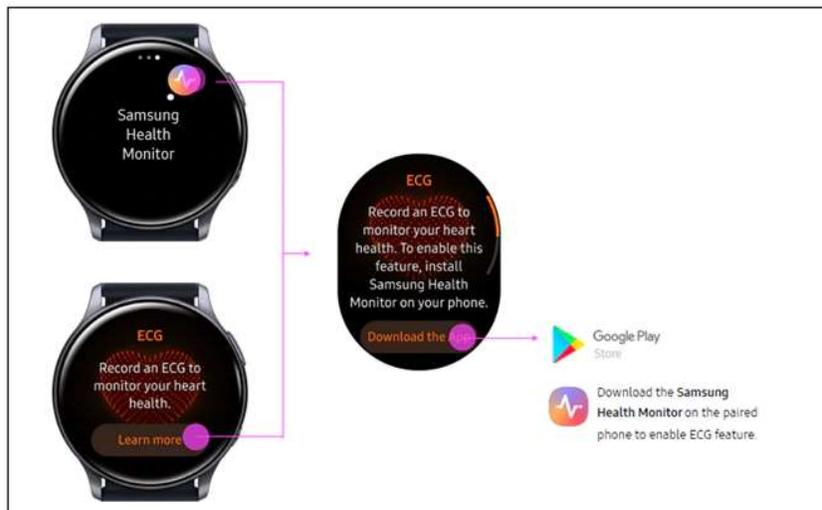 Samsung
Health
Monitor
ECG
Record an ECG to
monitor your heart
health.
Learn more
ECG
Record an ECG to
monitor your heart
health. To enable this
feature, install
Samsung Health
Monitor on your phone.
Download the App
Google Play
Store
Download the Samsung
Health Monitor on the paired
phone to enable ECG feature.